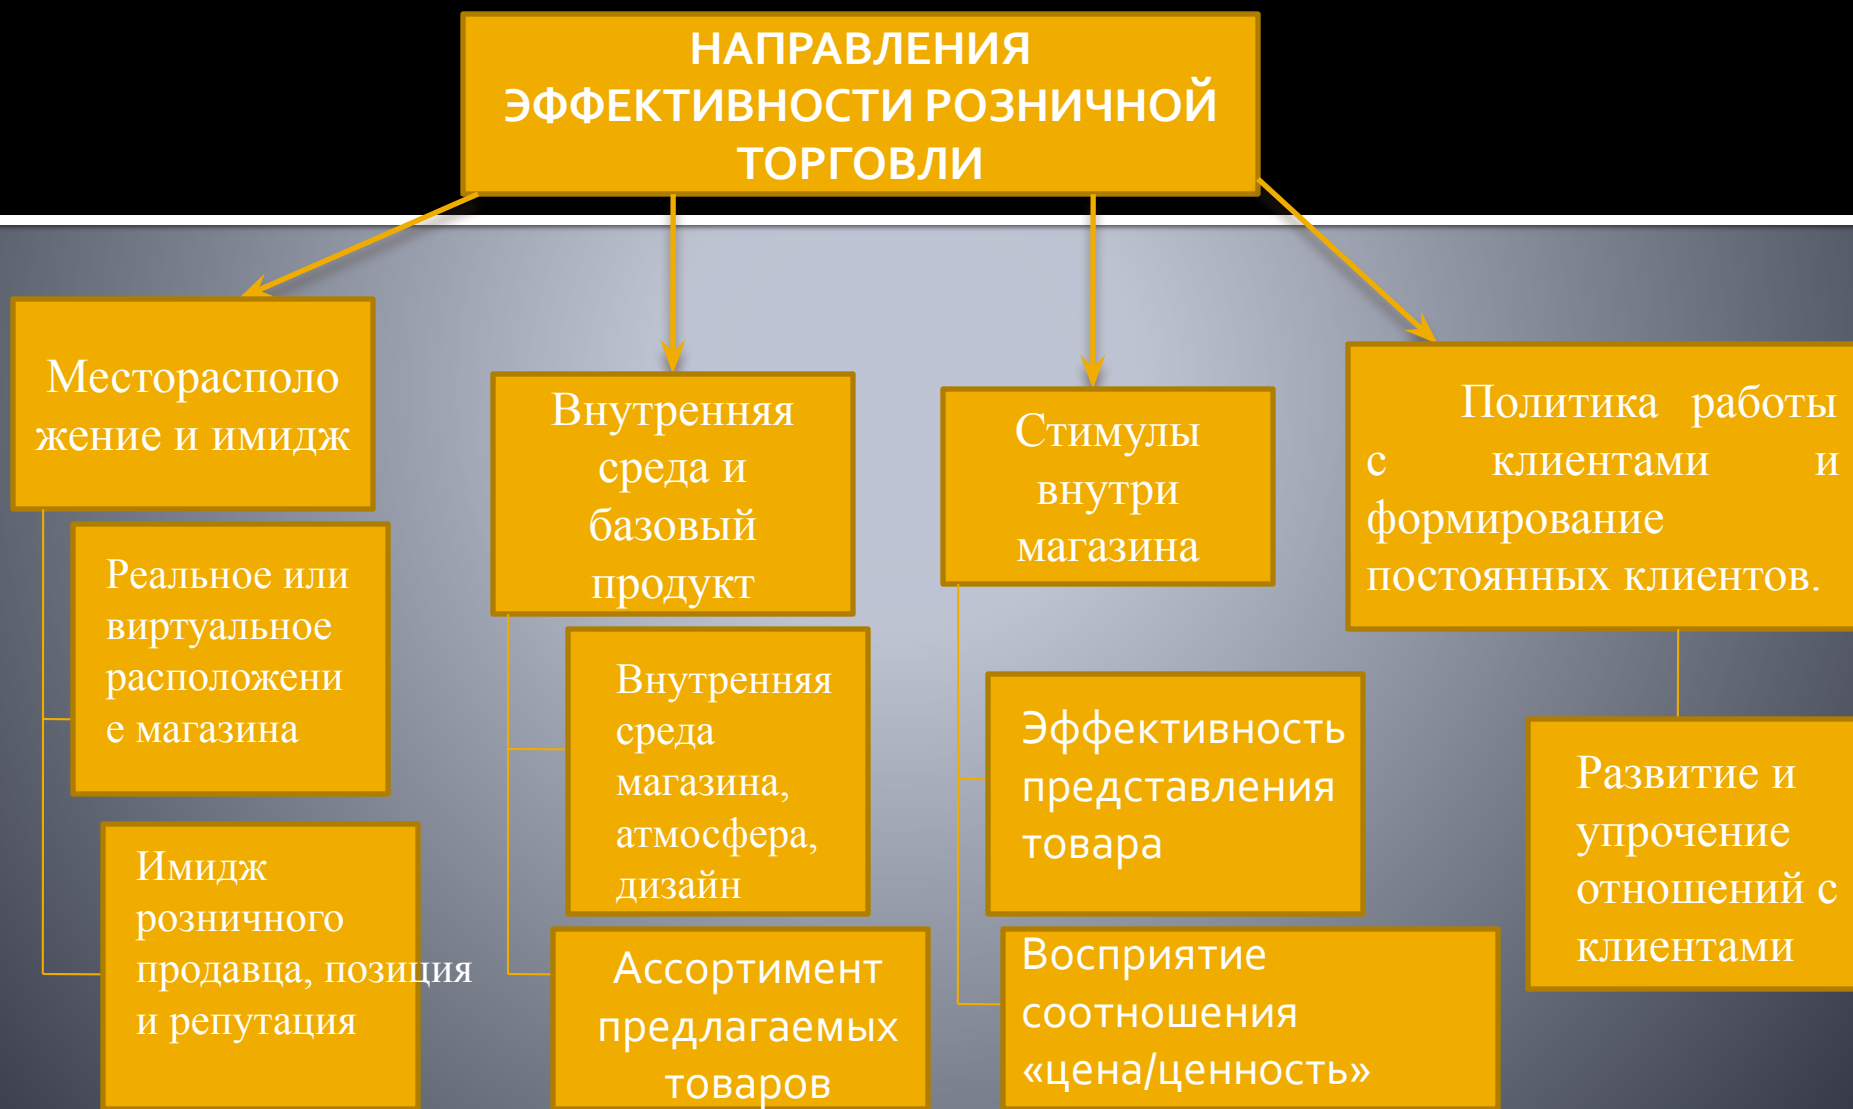 НАПРАВЛЕНИЯ
ЭФФЕКТИВНОСТИ РОЗНИЧНОЙ
ТОРГОВЛИ
Месторасполо
жение и имидж
Реальное или
виртуальное
расположени
е магазина
Имидж
розничного
продавца, позиция
и репутация
Внутренняя
среда и
базовый
продукт
Внутренняя
среда
магазина,
атмосфера,
дизайн
Ассортимент
предлагаемых
товаров
Стимулы
внутри
магазина
Эффективность
представления
товара
Восприятие
соотношения
«цена/ценность»
Политика работы
с клиентами и
формирование
постоянных клиентов.
Развитие и
упрочение
отношений с
клиентами